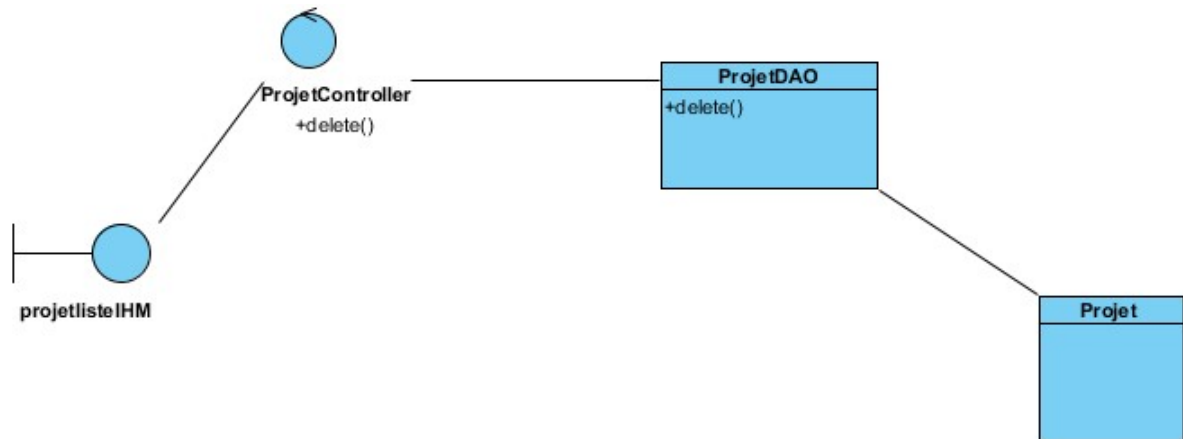 ProjetController
+delete()
ProjetDAO
+delete()
projetlisteIHM
Projet